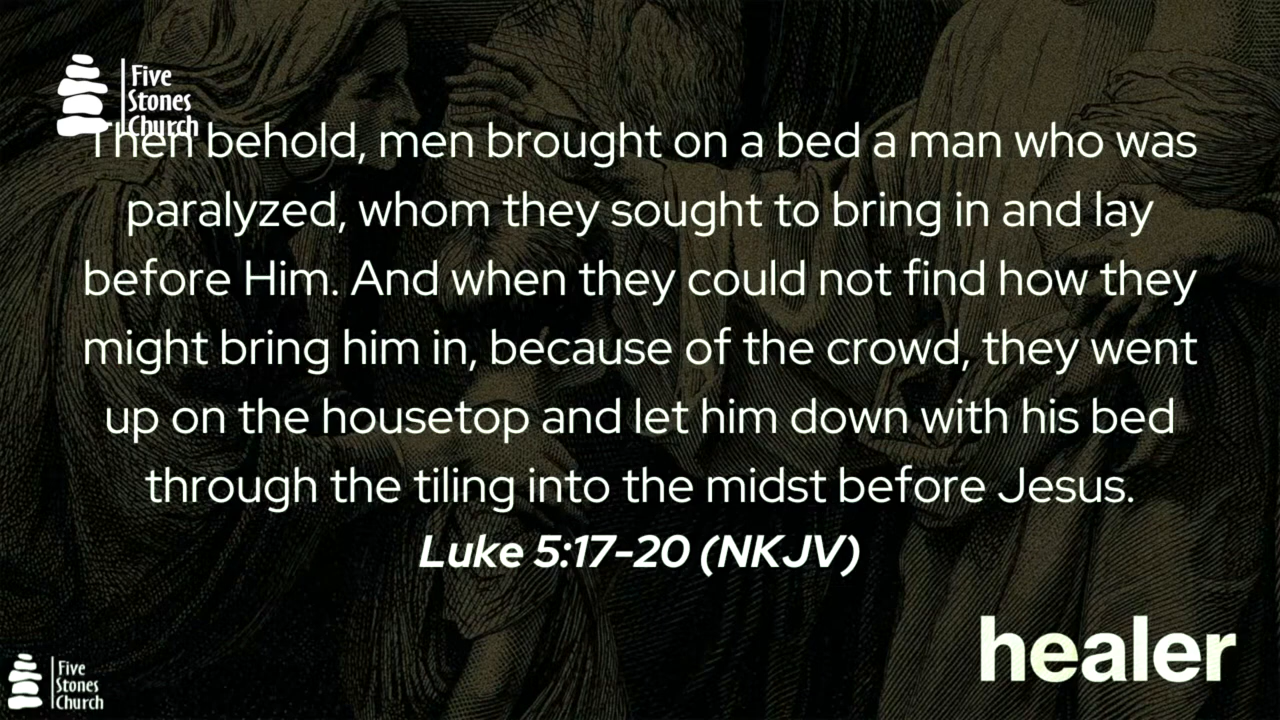 Five
Stones
Church
Then behold, men brought on a bed a man who was
paralyzed, whom they sought to bring in and lay
before Him. And when they could not find how they
might bring him in, because of the crowd, they went
up on the housetop and let him down with his bed
through the tiling into the midst before Jesus.
Luke 5:17-20 (NKJV)
healer
Five
Stones
Church